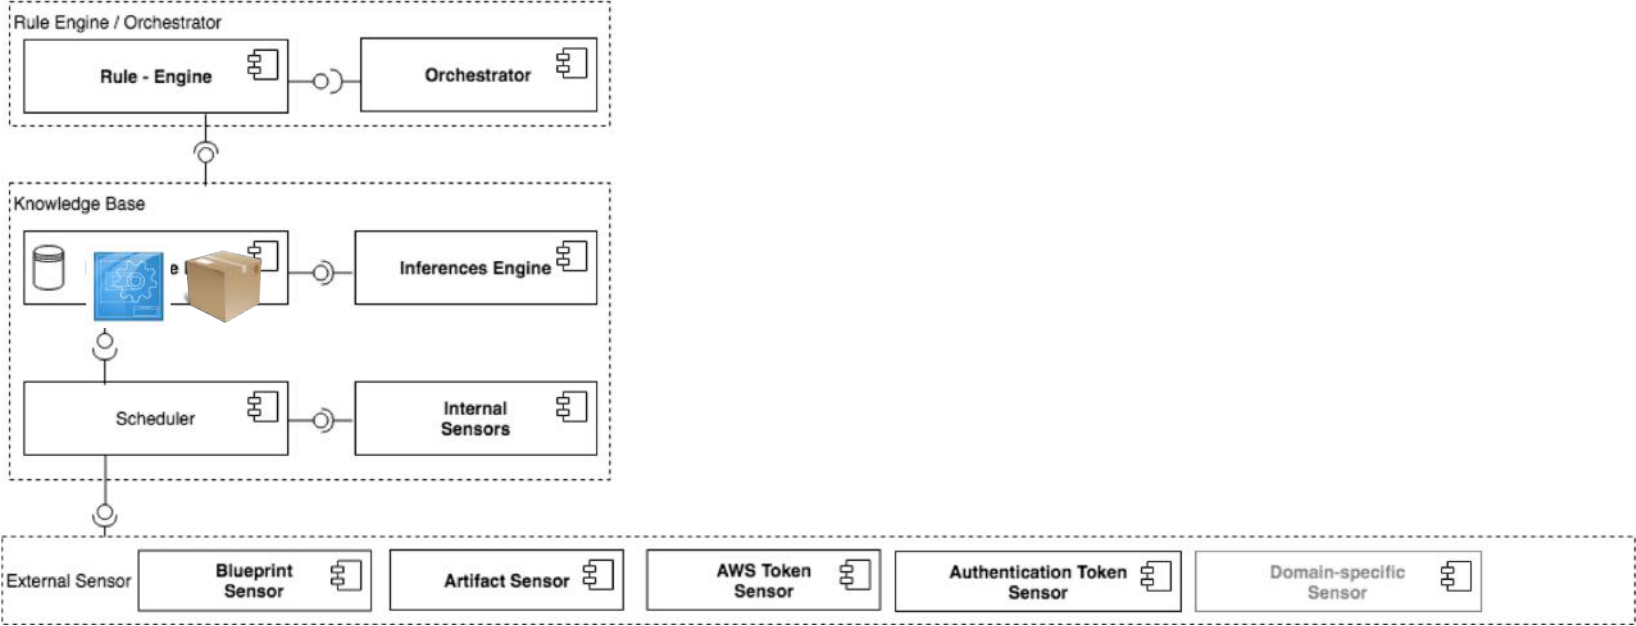 Rule Engine / Orchestrator
Rule - Engine
Orchestrator
Knowledge Base
Inferences Engine
Scheduler
Internal
Sensors
External Sensor
Blueprint
Sensor
Artifact Sensor
AWS Token
Sensor
Authentication Token
Sensor
Domain-specific
Sensor